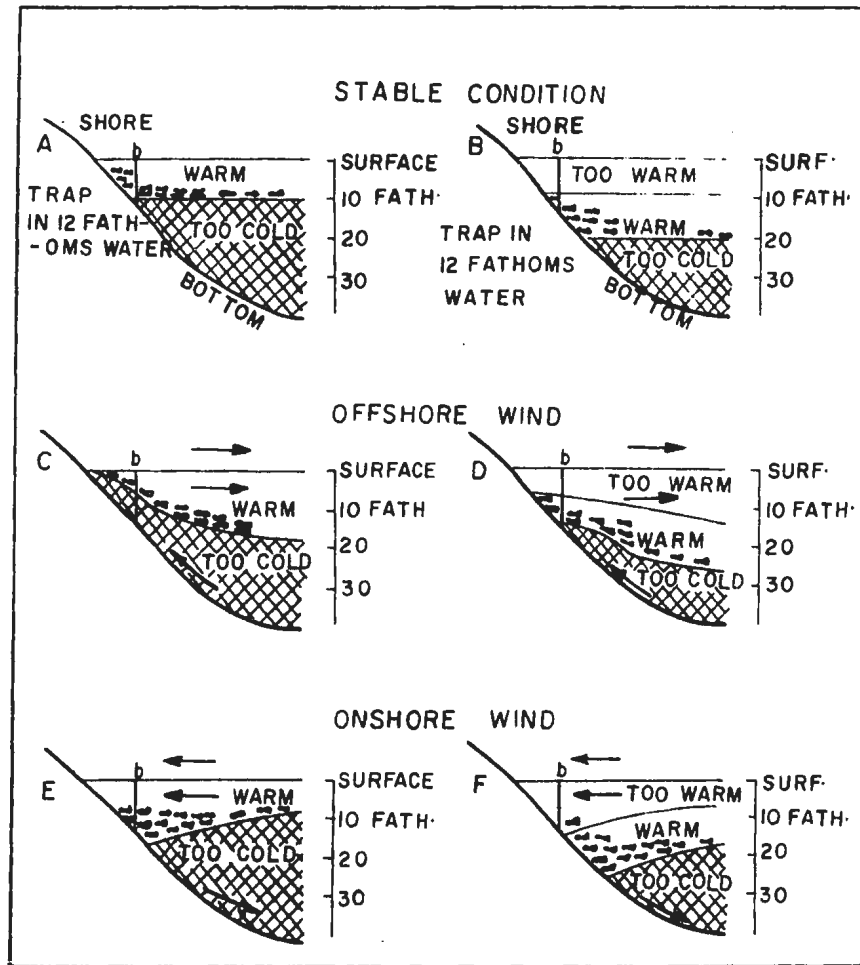 STABLE CONDITION
SHORE
A
b
WARM
SURFACE
TRAP
IN 12 FATH-
-OMS WATER
10 FATH.
TOO COLD
20
30
BOTTOM
SHORE
B
b
TOO WARM
SURF.
10 FATH.
TRAP IN
12 FATHOMS
WATER
WARM
20
TOO COLD
30
BOTTOM
OFFSHORE WIND
C
b
SURFACE
WARM
10 FATH
20
TOO COLD
30
D
b
SURF.
TOO WARM
10 FATH.
WARM
20
TOO COLD
30
ONSHORE WIND
E
b
SURFACE
WARM
10 FATH.
TOO COLD
20
30
F
b
SURF.
TOO WARM
10 FATH.
WARM
20
TOO COLD
30